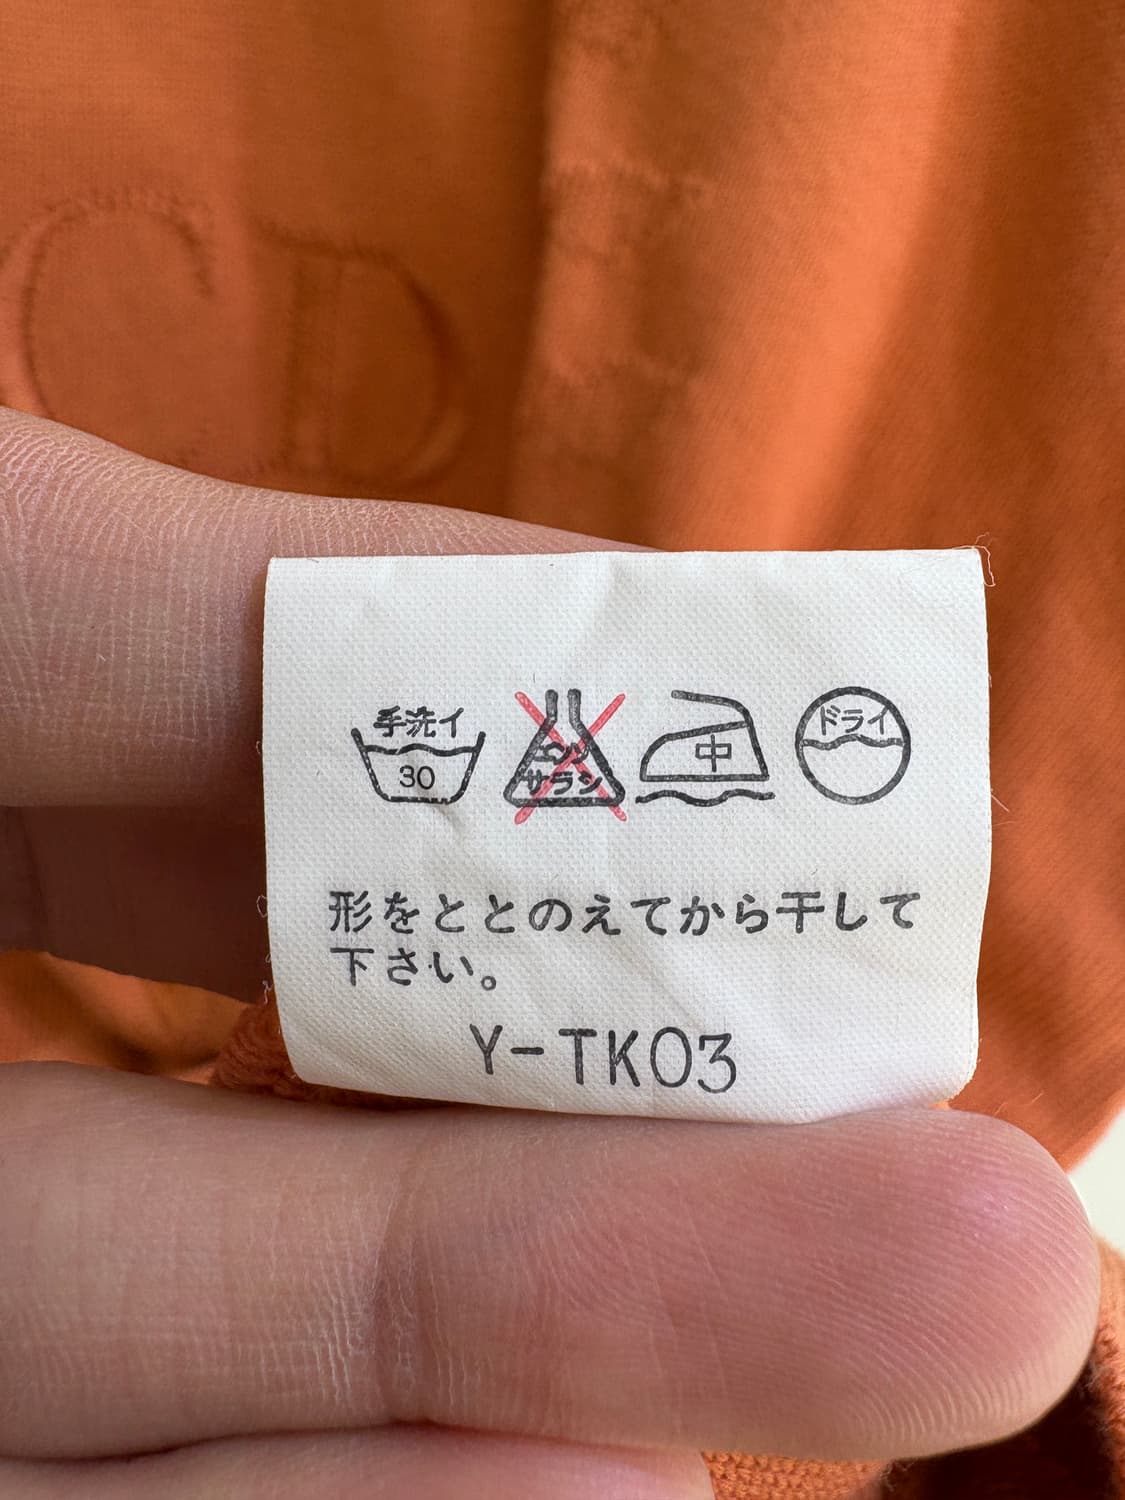 CD
手洗イ
30
エンソ
サラシ
中
ドライ
形をととのえてから干して
下さい。
Y-TK03